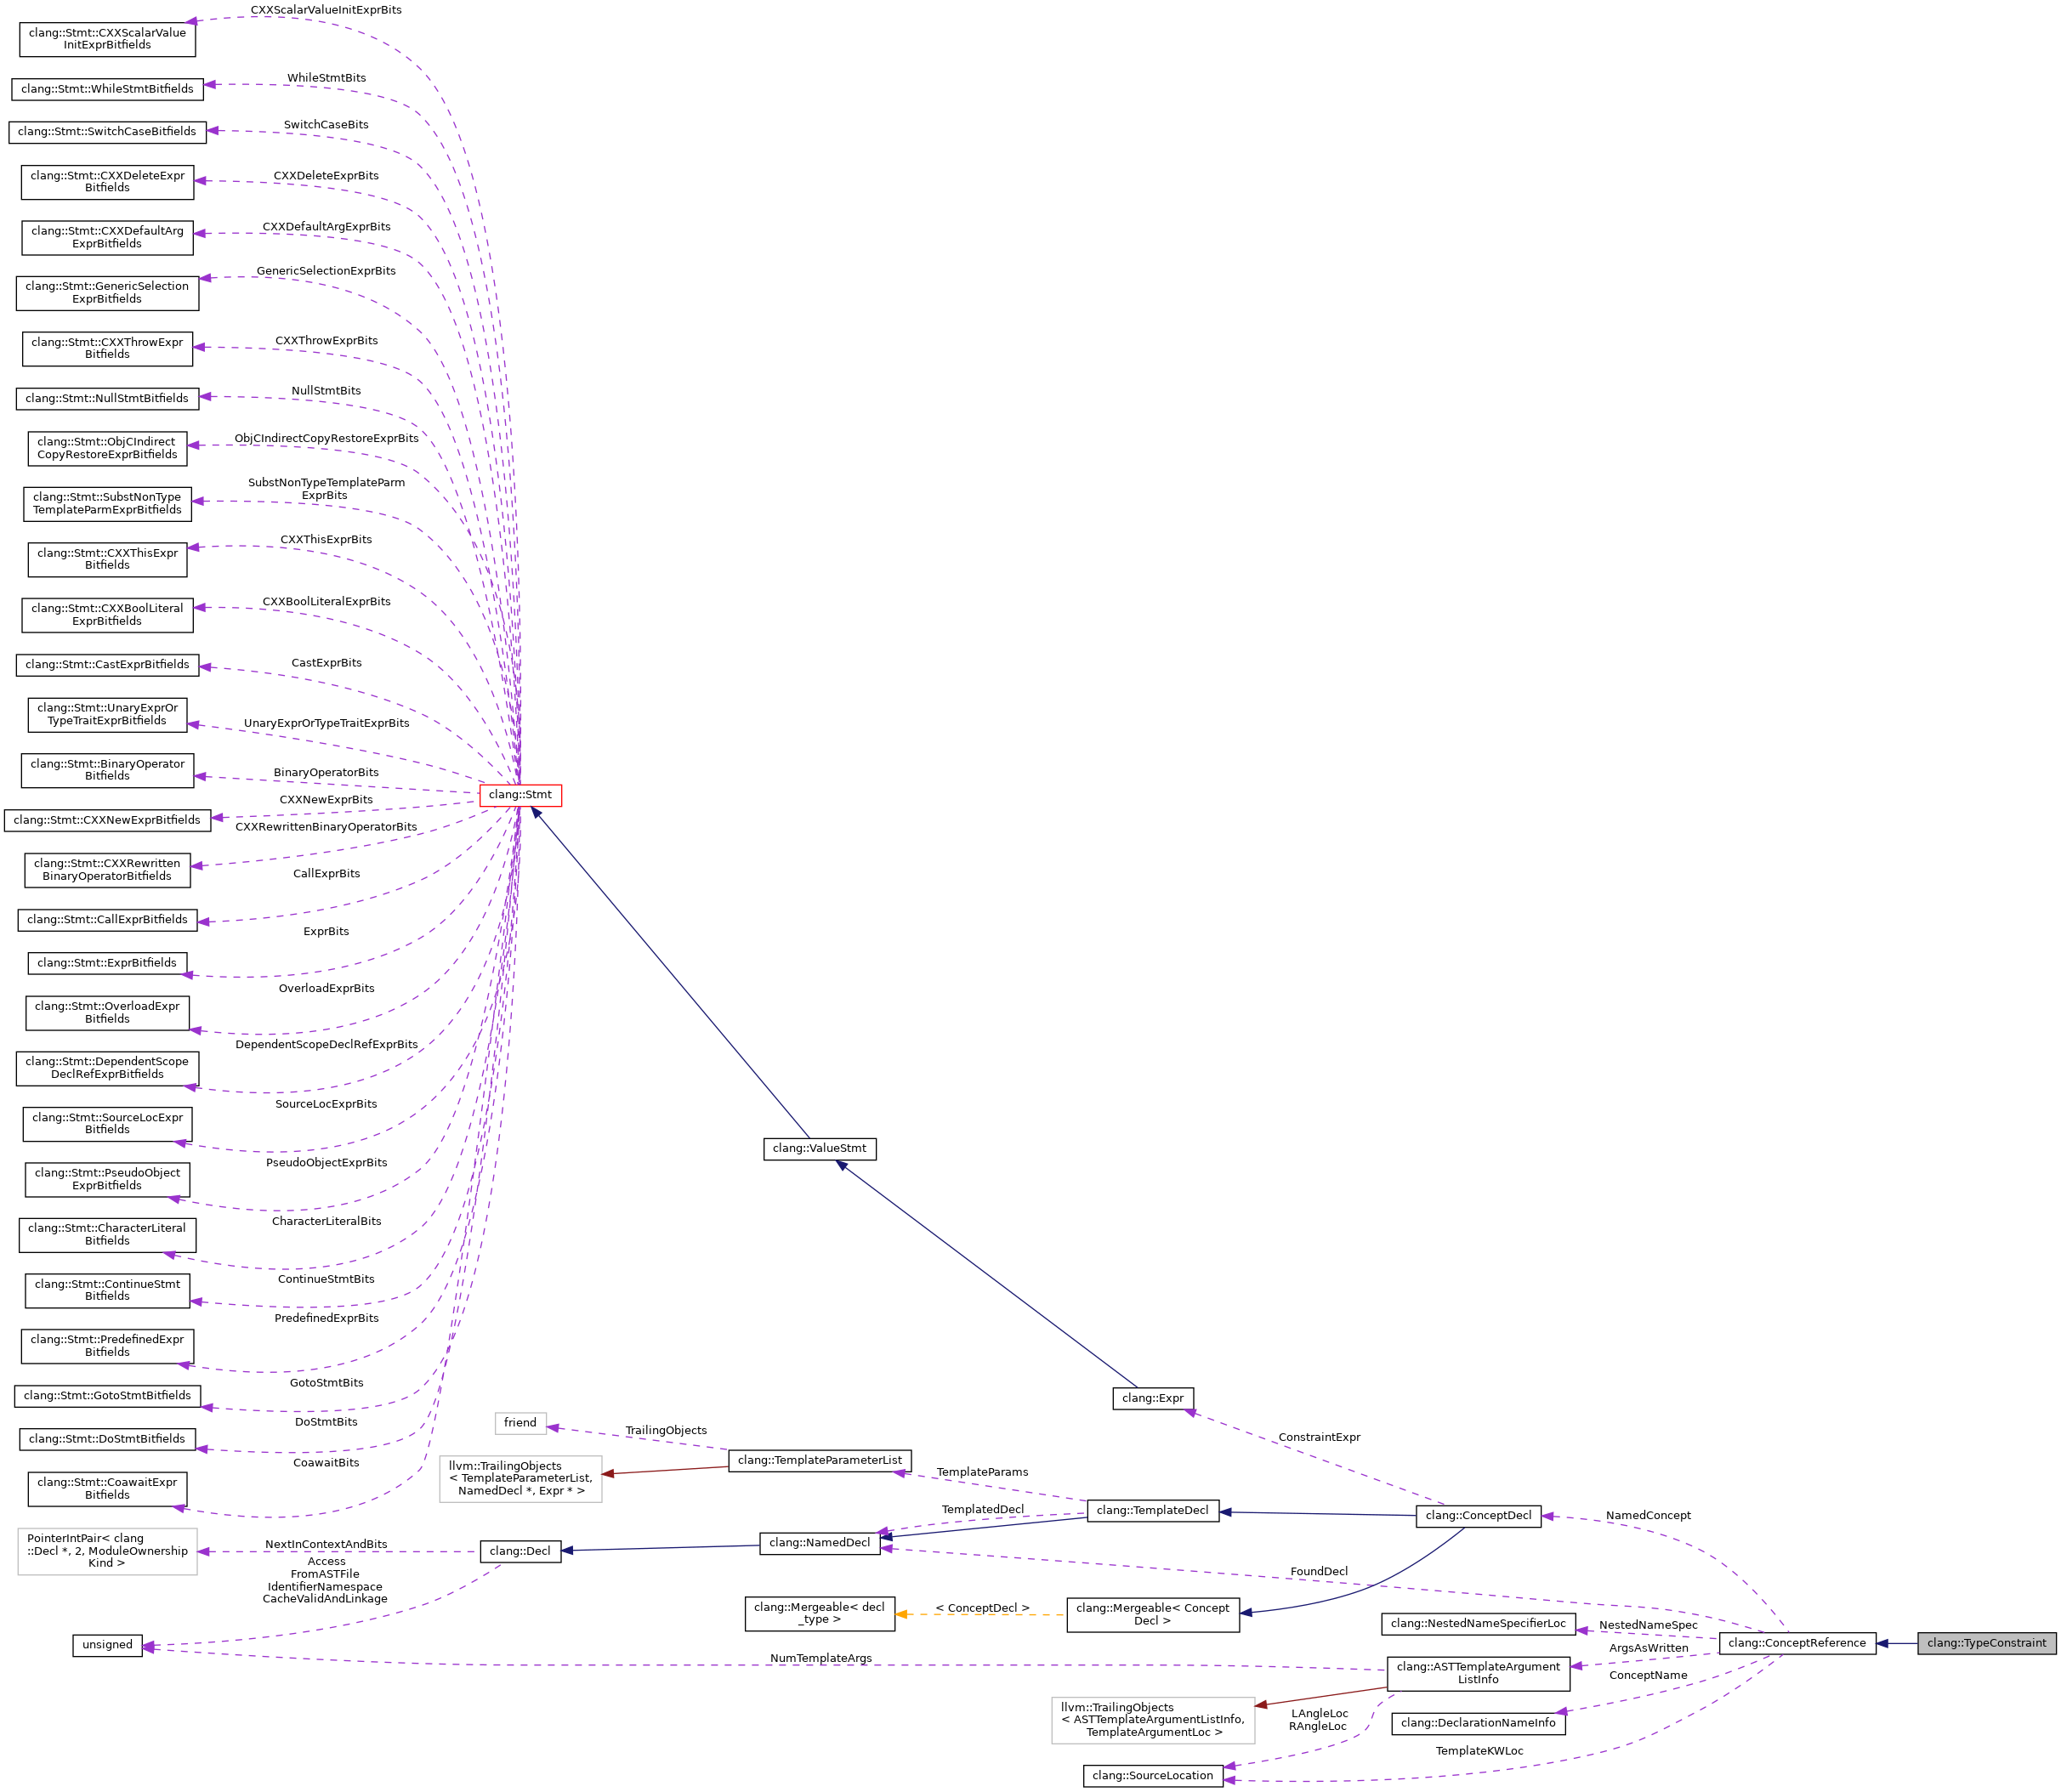 CXXScalarValueInitExprBits
clang::Stmt::CXXScalarValue
InitExprBitfields
WhileStmtBits
clang::Stmt::WhileStmtBitfields
SwitchCaseBits
clang::Stmt::SwitchCaseBitfields
CXXDeleteExprBits
clang::Stmt::CXXDeleteExpr
Bitfields
CXXDefaultArgExprBits
clang::Stmt::CXXDefaultArg
ExprBitfields
GenericSelectionExprBits
clang::Stmt::GenericSelection
ExprBitfields
CXXThrowExprBits
clang::Stmt::CXXThrowExpr
Bitfields
NullStmtBits
clang::Stmt::NullStmtBitfields
ObjCIndirectCopyRestoreExprBits
clang::Stmt::ObjCIndirect
CopyRestoreExprBitfields
SubstNonTypeTemplateParm
ExprBits
clang::Stmt::SubstNonType
TemplateParmExprBitfields
CXXThisExprBits
clang::Stmt::CXXThisExpr
Bitfields
CXXBoolLiteralExprBits
clang::Stmt::CXXBoolLiteral
ExprBitfields
CastExprBits
clang::Stmt::CastExprBitfields
UnaryExprOrTypeTraitExprBits
clang::Stmt::UnaryExprOr
TypeTraitExprBitfields
BinaryOperatorBits
clang::Stmt::BinaryOperator
Bitfields
clang::Stmt
CXXNewExprBits
clang::Stmt::CXXNewExprBitfields
CXXRewrittenBinaryOperatorBits
clang::Stmt::CXXRewritten
BinaryOperatorBitfields
CallExprBits
clang::Stmt::CallExprBitfields
ExprBits
clang::Stmt::ExprBitfields
OverloadExprBits
clang::Stmt::OverloadExpr
Bitfields
DependentScopeDeclRefExprBits
clang::Stmt::DependentScope
DeclRefExprBitfields
SourceLocExprBits
clang::Stmt::SourceLocExpr
Bitfields
clang::ValueStmt
PseudoObjectExprBits
clang::Stmt::PseudoObject
ExprBitfields
CharacterLiteralBits
clang::Stmt::CharacterLiteral
Bitfields
ContinueStmtBits
clang::Stmt::ContinueStmt
Bitfields
PredefinedExprBits
clang::Stmt::PredefinedExpr
Bitfields
GotoStmtBits
clang::Stmt::GotoStmtBitfields
clang::Expr
DoStmtBits
clang::Stmt::DoStmtBitfields
friend
TrailingObjects
ConstraintExpr
CoawaitBits
clang::Stmt::CoawaitExpr
Bitfields
llvm::TrailingObjects
< TemplateParameterList,
NamedDecl *, Expr * >
clang::TemplateParameterList
TemplateParams
TemplatedDecl
clang::TemplateDecl
clang::ConceptDecl
NamedConcept
PointerIntPair< clang
::Decl *, 2, ModuleOwnership
Kind >
NextInContextAndBits
clang::Decl
clang::NamedDecl
Access
FromASTFile
IdentifierNamespace
CacheValidAndLinkage
FoundDecl
clang::Mergeable< decl
_type >
< ConceptDecl >
clang::Mergeable< Concept
Decl >
clang::NestedNameSpecifierLoc
NestedNameSpec
unsigned
clang::ConceptReference
clang::TypeConstraint
ArgsAsWritten
NumTemplateArgs
clang::ASTTemplateArgument
ListInfo
ConceptName
llvm::TrailingObjects
< ASTTemplateArgumentListInfo,
TemplateArgumentLoc >
LAngleLoc
RAngleLoc
clang::DeclarationNameInfo
TemplateKWLoc
clang::SourceLocation